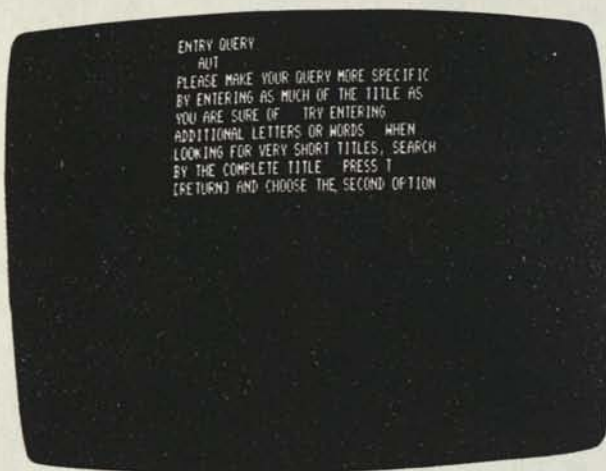 ENTRY QUERY
AUT
PLEASE MAKE YOUR QUERY MORE SPECIFIC
BY ENTERING AS MUCH OF THE TITLE AS
YOU ARE SURE OF TRY ENTERING
ADDITIONAL LETTERS OR WORDS WHEN
LOOKING FOR VERY SHORT TITLES, SEARCH
BY THE COMPLETE TITLE PRESS T
[RETURN] AND CHOOSE THE SECOND OPTION